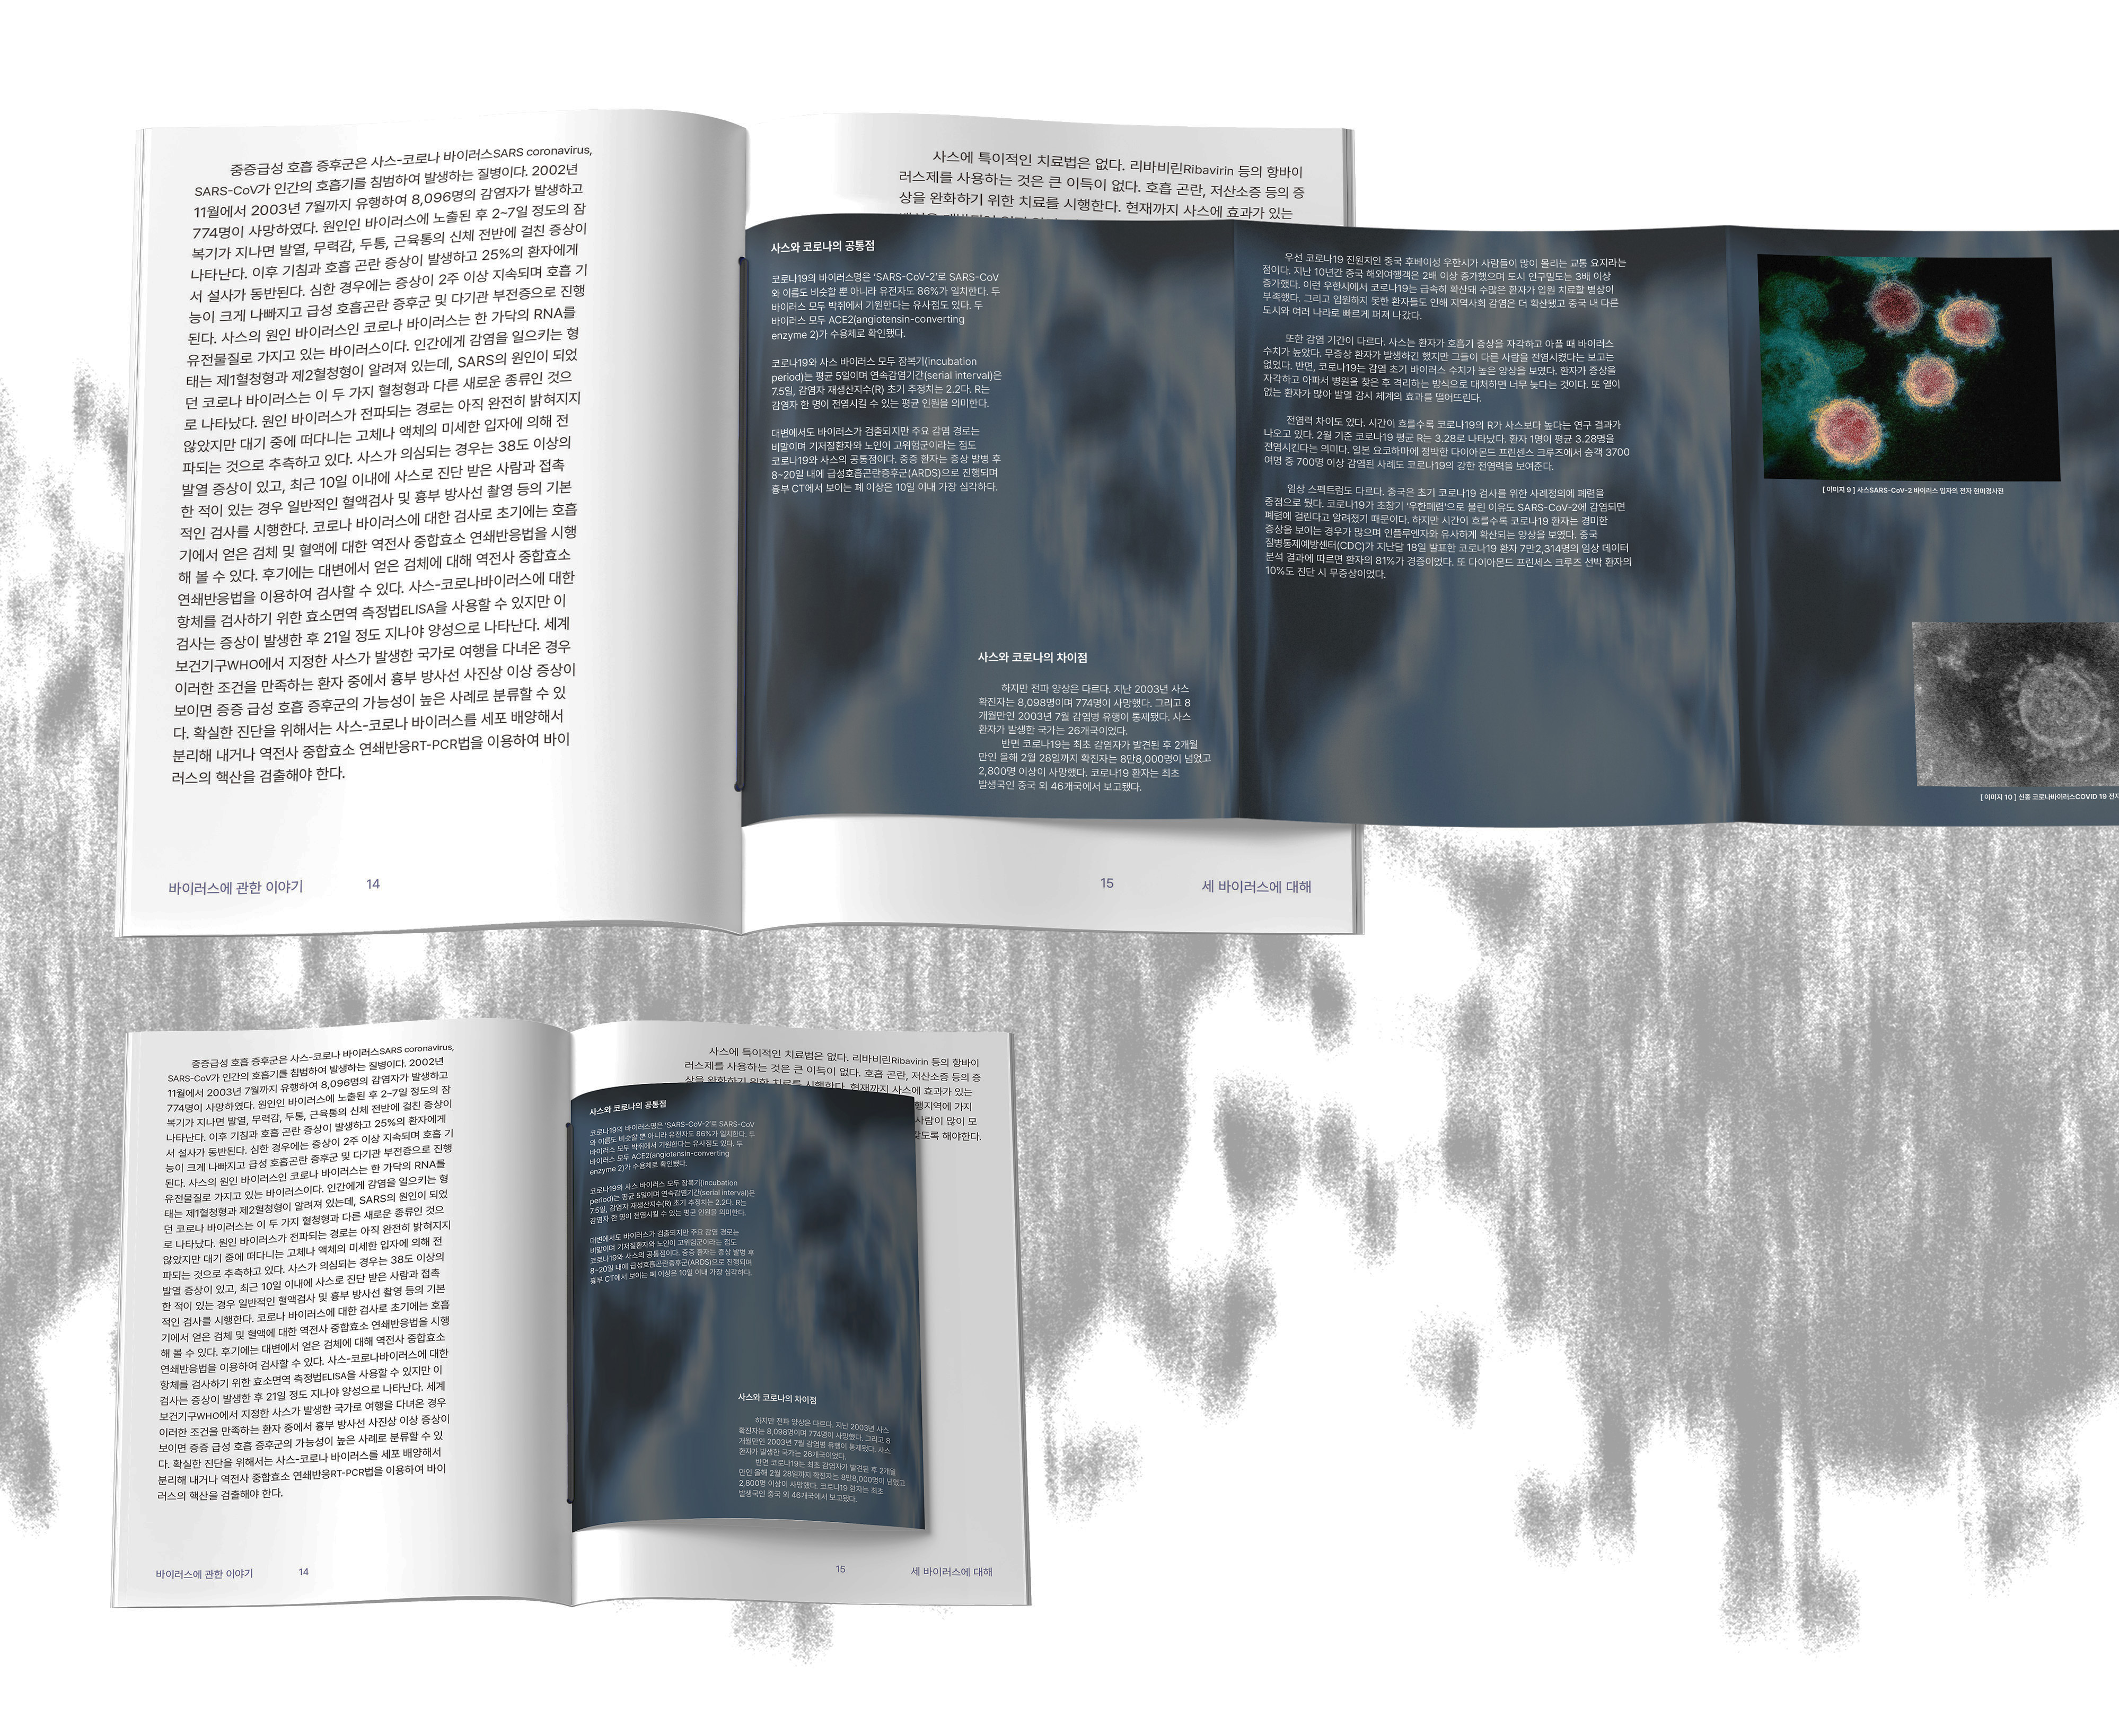 중증급성 호흡 증후군은 사스-코로나 바이러스SARS coronavirus,
SARS-CoV가 인간의 호흡기를 침범하여 발생하는 질병이다. 2002년
11월에서 2003년 7월까지 유행하여 8,096명의 감염자가 발생하고
774명이 사망하였다. 원인인 바이러스에 노출된 후 2~7일 정도의 잠
복기가 지나면 발열, 무력감, 두통, 근육통의 신체 전반에 걸친 증상이
나타난다. 이후 기침과 호흡 곤란 증상이 발생하고 25%의 환자에게
서 설사가 동반된다. 심한 경우에는 증상이 2주 이상 지속되며 호흡 기
능이 크게 나빠지고 급성 호흡곤란 증후군 및 다기관 부전증으로 진행
된다. 사스의 원인 바이러스인 코로나 바이러스는 한 가닥의 RNA를
유전물질로 가지고 있는 바이러스이다. 인간에게 감염을 일으키는 형
태는 제1혈청형과 제2혈청형이 알려져 있는데, SARS의 원인이 되었
던 코로나 바이러스는 이 두 가지 혈청형과 다른 새로운 종류인 것으
로 나타났다. 원인 바이러스가 전파되는 경로는 아직 완전히 밝혀지지
않았지만 대기 중에 떠다니는 고체나 액체의 미세한 입자에 의해 전
파되는 것으로 추측하고 있다. 사스가 의심되는 경우는 38도 이상의
발열 증상이 있고, 최근 10일 이내에 사스로 진단 받은 사람과 접촉
한 적이 있는 경우 일반적인 혈액검사 및 흉부 방사선 촬영 등의 기본
적인 검사를 시행한다. 코로나 바이러스에 대한 검사로 초기에는 호흡
기에서 얻은 검체 및 혈액에 대한 역전사 중합효소 연쇄반응법을 시행
해 볼 수 있다. 후기에는 대변에서 얻은 검체에 대해 역전사 중합효소
연쇄반응법을 이용하여 검사할 수 있다. 사스-코로나바이러스에 대한
항체를 검사하기 위한 효소면역 측정법ELISA을 사용할 수 있지만 이
검사는 증상이 발생한 후 21일 정도 지나야 양성으로 나타난다. 세계
보건기구WHO에서 지정한 사스가 발생한 국가로 여행을 다녀온 경우
이러한 조건을 만족하는 환자 중에서 흉부 방사선 사진상 이상 증상이
보이면 중증 급성 호흡 증후군의 가능성이 높은 사례로 분류할 수 있
다. 확실한 진단을 위해서는 사스-코로나 바이러스를 세포 배양해서
분리해 내거나 역전사 중합효소 연쇄반응RT-PCR법을 이용하여 바이
러스의 핵산을 검출해야 한다.
바이러스에 관한 이야기 14
사스에 특이적인 치료법은 없다. 리바비린Ribavirin 등의 항바이
러스제를 사용하는 것은 큰 이득이 없다. 호흡 곤란, 저산소증 등의 증
상을 완화하기 위한 치료를 시행한다. 현재까지 사스에 효과가 있는
사스와 코로나의 공통점
코로나19의 바이러스명은 ‘SARS-CoV-2’로 SARS-CoV
와 이름도 비슷할 뿐 아니라 유전자도 86%가 일치한다. 두
바이러스 모두 박쥐에서 기원한다는 유사점도 있다. 두
바이러스 모두 ACE2(angiotensin-converting
enzyme 2)가 수용체로 확인됐다.
코로나19와 사스 바이러스 모두 잠복기(incubation
period)는 평균 5일이며 연속감염기간(serial interval)은
7.5일, 감염자 재생산지수(R) 초기 추정치는 2.2다. R는
감염자 한 명이 전염시킬 수 있는 평균 인원을 의미한다.
대변에서도 바이러스가 검출되지만 주요 감염 경로는
비말이며 기저질환자와 노인이 고위험군이라는 점도
코로나19와 사스의 공통점이다. 중증 환자는 증상 발병 후
8~20일 내에 급성호흡곤란증후군(ARDS)으로 진행되며
흉부 CT에서 보이는 폐 이상은 10일 이내 가장 심각하다.
사스와 코로나의 차이점
하지만 전파 양상은 다르다. 지난 2003년 사스
확진자는 8,098명이며 774명이 사망했다. 그리고 8
개월만인 2003년 7월 감염병 유행이 통제됐다. 사스
환자가 발생한 국가는 26개국이었다.
반면 코로나19는 최초 감염자가 발견된 후 2개월
만인 올해 2월 28일까지 확진자는 8만8,000명이 넘었고
2,800명 이상이 사망했다. 코로나19 환자는 최초
발생국인 중국 외 46개국에서 보고됐다.
우선 코로나19 진원지인 중국 후베이성 우한시가 사람들이 많이 몰리는 교통 요지라는
점이다. 지난 10년간 중국 해외여행객은 2배 이상 증가했으며 도시 인구밀도는 3배 이상
증가했다. 이런 우한시에서 코로나19는 급속히 확산돼 수많은 환자가 입원 치료할 병상이
부족했다. 그리고 입원하지 못한 환자들도 인해 지역사회 감염은 더 확산됐고 중국 내 다른
도시와 여러 나라로 빠르게 퍼져 나갔다.
또한 감염 기간이 다르다. 사스는 환자가 호흡기 증상을 자각하고 아플 때 바이러스
수치가 높았다. 무증상 환자가 발생하긴 했지만 그들이 다른 사람을 전염시켰다는 보고는
없었다. 반면, 코로나19는 감염 초기 바이러스 수치가 높은 양상을 보였다. 환자가 증상을
자각하고 아파서 병원을 찾은 후 격리하는 방식으로 대처하면 너무 늦다는 것이다. 또 열이
없는 환자가 많아 발열 감시 체계의 효과를 떨어뜨린다.
전염력 차이도 있다. 시간이 흐를수록 코로나19의 R가 사스보다 높다는 연구 결과가
나오고 있다. 2월 기준 코로나19 평균 R는 3.28로 나타났다. 환자 1명이 평균 3.28명을
전염시킨다는 의미다. 일본 요코하마에 정박한 다이아몬드 프린센스 크루즈에서 승객 3700
여명 중 700명 이상 감염된 사례도 코로나19의 강한 전염력을 보여준다.
임상 스펙트럼도 다르다. 중국은 초기 코로나19 검사를 위한 사례정의에 폐렴을
중점으로 뒀다. 코로나19가 초창기 ‘우한폐렴’으로 불린 이유도 SARS-CoV-2에 감염되면
폐렴에 걸린다고 알려졌기 때문이다. 하지만 시간이 흐를수록 코로나19 환자는 경미한
증상을 보이는 경우가 많으며 인플루엔자와 유사하게 확산되는 양상을 보였다. 중국
질병통제예방센터(CDC)가 지난달 18일 발표한 코로나19 환자 7만2,314명의 임상 데이터
분석 결과에 따르면 환자의 81%가 경증이었다. 또 다이아몬드 프린세스 크루즈 선박 환자의
10%도 진단 시 무증상이었다.
[ 이미지 9 ] 사스SARS-CoV-2 바이러스 입자의 전자 현미경사진
[ 이미지 10 ] 신종 코로나바이러스COVID 19 전자
15 세 바이러스에 대해
중증급성 호흡 증후군은 사스-코로나 바이러스SARS coronavirus,
SARS-CoV가 인간의 호흡기를 침범하여 발생하는 질병이다. 2002년
11월에서 2003년 7월까지 유행하여 8,096명의 감염자가 발생하고
774명이 사망하였다. 원인인 바이러스에 노출된 후 2~7일 정도의 잠
복기가 지나면 발열, 무력감, 두통, 근육통의 신체 전반에 걸친 증상이
나타난다. 이후 기침과 호흡 곤란 증상이 발생하고 25%의 환자에게
서 설사가 동반된다. 심한 경우에는 증상이 2주 이상 지속되며 호흡 기
능이 크게 나빠지고 급성 호흡곤란 증후군 및 다기관 부전증으로 진행
된다. 사스의 원인 바이러스인 코로나 바이러스는 한 가닥의 RNA를
유전물질로 가지고 있는 바이러스이다. 인간에게 감염을 일으키는 형
태는 제1혈청형과 제2혈청형이 알려져 있는데, SARS의 원인이 되었
던 코로나 바이러스는 이 두 가지 혈청형과 다른 새로운 종류인 것으
로 나타났다. 원인 바이러스가 전파되는 경로는 아직 완전히 밝혀지지
않았지만 대기 중에 떠다니는 고체나 액체의 미세한 입자에 의해 전
파되는 것으로 추측하고 있다. 사스가 의심되는 경우는 38도 이상의
발열 증상이 있고, 최근 10일 이내에 사스로 진단 받은 사람과 접촉
한 적이 있는 경우 일반적인 혈액검사 및 흉부 방사선 촬영 등의 기본
적인 검사를 시행한다. 코로나 바이러스에 대한 검사로 초기에는 호흡
기에서 얻은 검체 및 혈액에 대한 역전사 중합효소 연쇄반응법을 시행
해 볼 수 있다. 후기에는 대변에서 얻은 검체에 대해 역전사 중합효소
연쇄반응법을 이용하여 검사할 수 있다. 사스-코로나바이러스에 대한
항체를 검사하기 위한 효소면역 측정법ELISA을 사용할 수 있지만 이
검사는 증상이 발생한 후 21일 정도 지나야 양성으로 나타난다. 세계
보건기구WHO에서 지정한 사스가 발생한 국가로 여행을 다녀온 경우
이러한 조건을 만족하는 환자 중에서 흉부 방사선 사진상 이상 증상이
보이면 중증 급성 호흡 증후군의 가능성이 높은 사례로 분류할 수 있
다. 확실한 진단을 위해서는 사스-코로나 바이러스를 세포 배양해서
분리해 내거나 역전사 중합효소 연쇄반응RT-PCR법을 이용하여 바이
러스의 핵산을 검출해야 한다.
바이러스에 관한 이야기 14
사스에 특이적인 치료법은 없다. 리바비린Ribavirin 등의 항바이
러스제를 사용하는 것은 큰 이득이 없다. 호흡 곤란, 저산소증 등의 증
상을 완화하기 위한 치료를 시행한다. 현재까지 사스에 효과가 있는
행지역에 가지
사람이 많이 모
갖도록 해야한다.
사스와 코로나의 공통점
코로나19의 바이러스명은 ‘SARS-CoV-2’로 SARS-CoV
와 이름도 비슷할 뿐 아니라 유전자도 86%가 일치한다. 두
바이러스 모두 박쥐에서 기원한다는 유사점도 있다. 두
바이러스 모두 ACE2(angiotensin-converting
enzyme 2)가 수용체로 확인됐다.
코로나19와 사스 바이러스 모두 잠복기(incubation
period)는 평균 5일이며 연속감염기간(serial interval)은
7.5일, 감염자 재생산지수(R) 초기 추정치는 2.2다. R는
감염자 한 명이 전염시킬 수 있는 평균 인원을 의미한다.
대변에서도 바이러스가 검출되지만 주요 감염 경로는
비말이며 기저질환자와 노인이 고위험군이라는 점도
코로나19와 사스의 공통점이다. 중증 환자는 증상 발병 후
8~20일 내에 급성호흡곤란증후군(ARDS)으로 진행되며
흉부 CT에서 보이는 폐 이상은 10일 이내 가장 심각하다.
사스와 코로나의 차이점
하지만 전파 양상은 다르다. 지난 2003년 사스
확진자는 8,098명이며 774명이 사망했다. 그리고 8
개월만인 2003년 7월 감염병 유행이 통제됐다. 사스
환자가 발생한 국가는 26개국이었다.
반면 코로나19는 최초 감염자가 발견된 후 2개월
만인 올해 2월 28일까지 확진자는 8만8,000명이 넘었고
2,800명 이상이 사망했다. 코로나19 환자는 최초
발생국인 중국 외 46개국에서 보고됐다.
15 세 바이러스에 대해